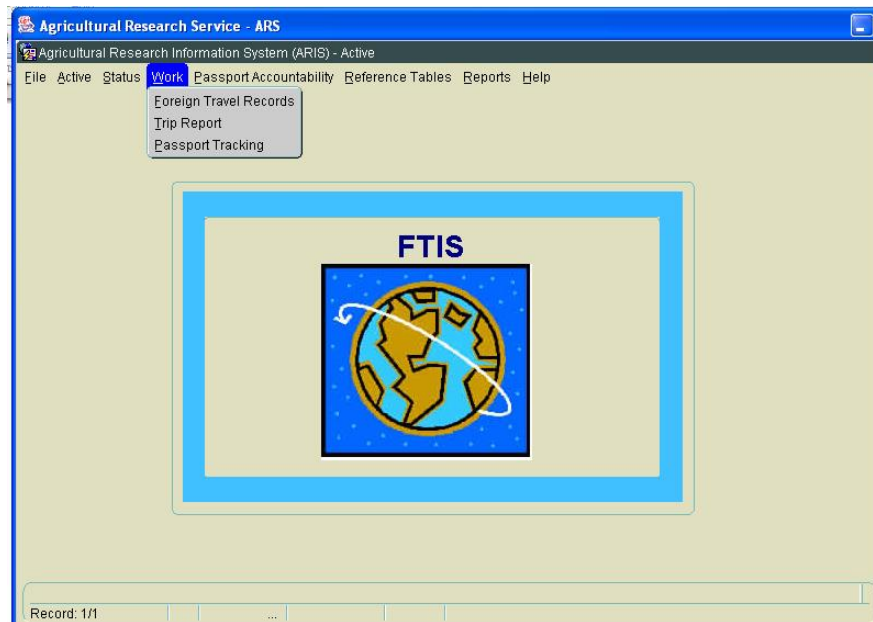 Agricultural Research Service - ARS
Agricultural Research Information System (ARIS) - Active
File Active Status Work Passport Accountability Reference Tables Reports Help
Foreign Travel Records
Trip Report
Passport Tracking
FTIS
Record: 1/1 ...